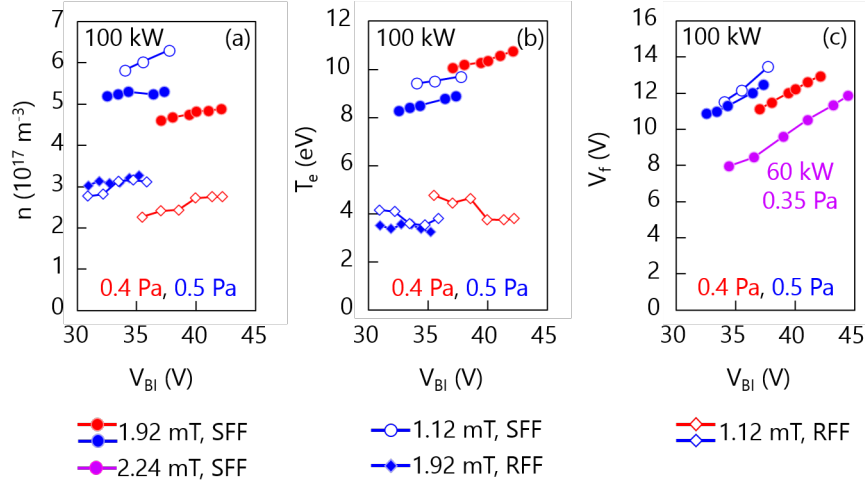 100 kW (a)
7
6
5
4
3
2
1
0
n (10¹⁷ m⁻³)
0.4 Pa, 0.5 Pa
30 35 40 45
V_BI (V)
100 kW (b)
12
10
8
6
4
2
0
T_e (eV)
0.4 Pa, 0.5 Pa
30 35 40 45
V_BI (V)
100 kW (c)
16
14
12
10
8
6
4
2
0
V_f (V)
60 kW
0.35 Pa
0.4 Pa, 0.5 Pa
30 35 40 45
V_BI (V)
1.92 mT, SFF
2.24 mT, SFF
1.12 mT, SFF
1.92 mT, RFF
1.12 mT, RFF